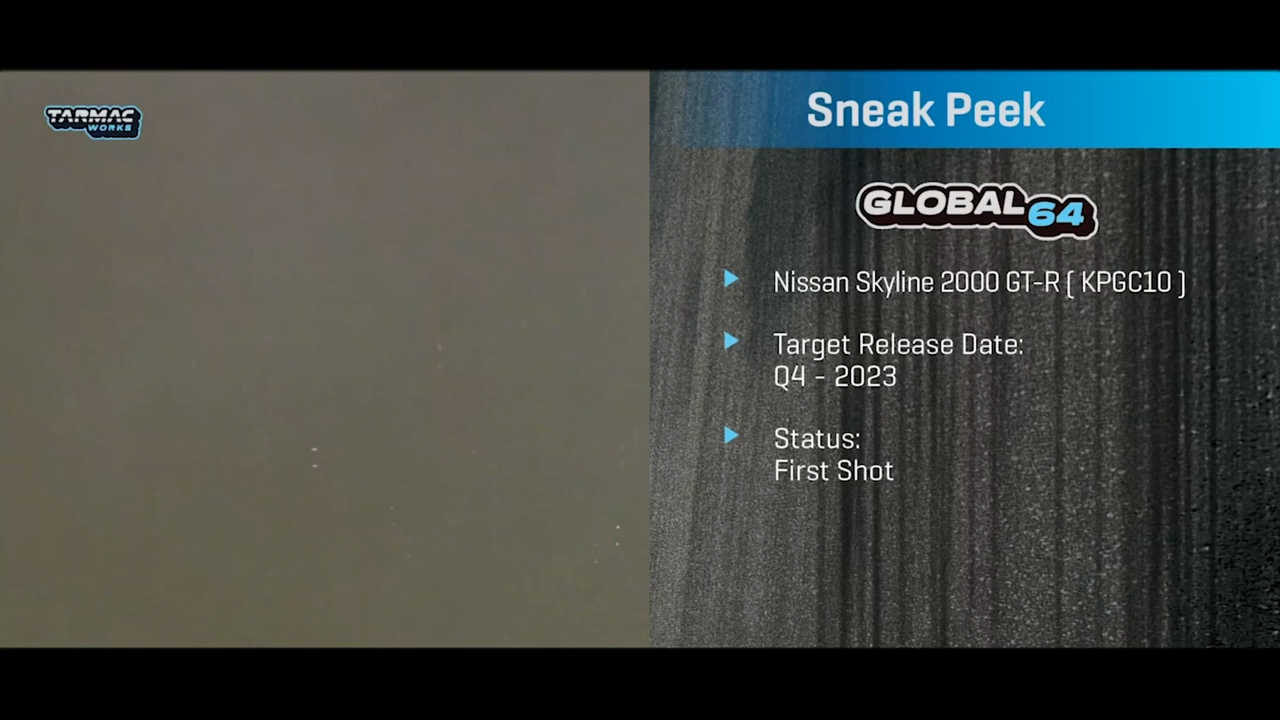 TARMAC
WORKS
Sneak Peek
GLOBAL64
Nissan Skyline 2000 GT-R [ KPGC10 ]
Target Release Date:
Q4 - 2023
Status:
First Shot